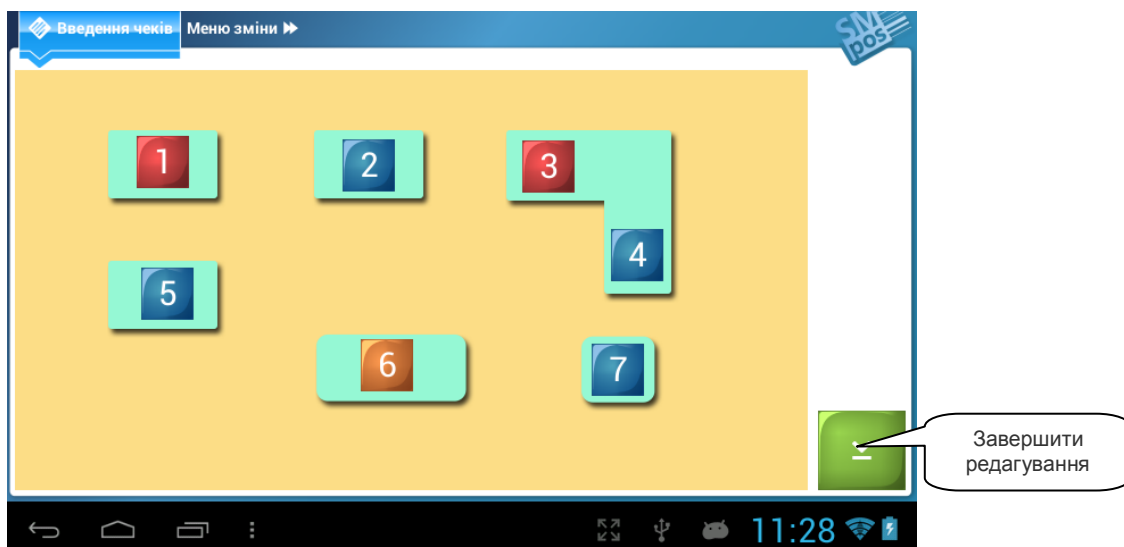 Введення чеків Меню зміни
SM
pos
1 2 3
4
5
6 7
Завершити
редагування
11:28